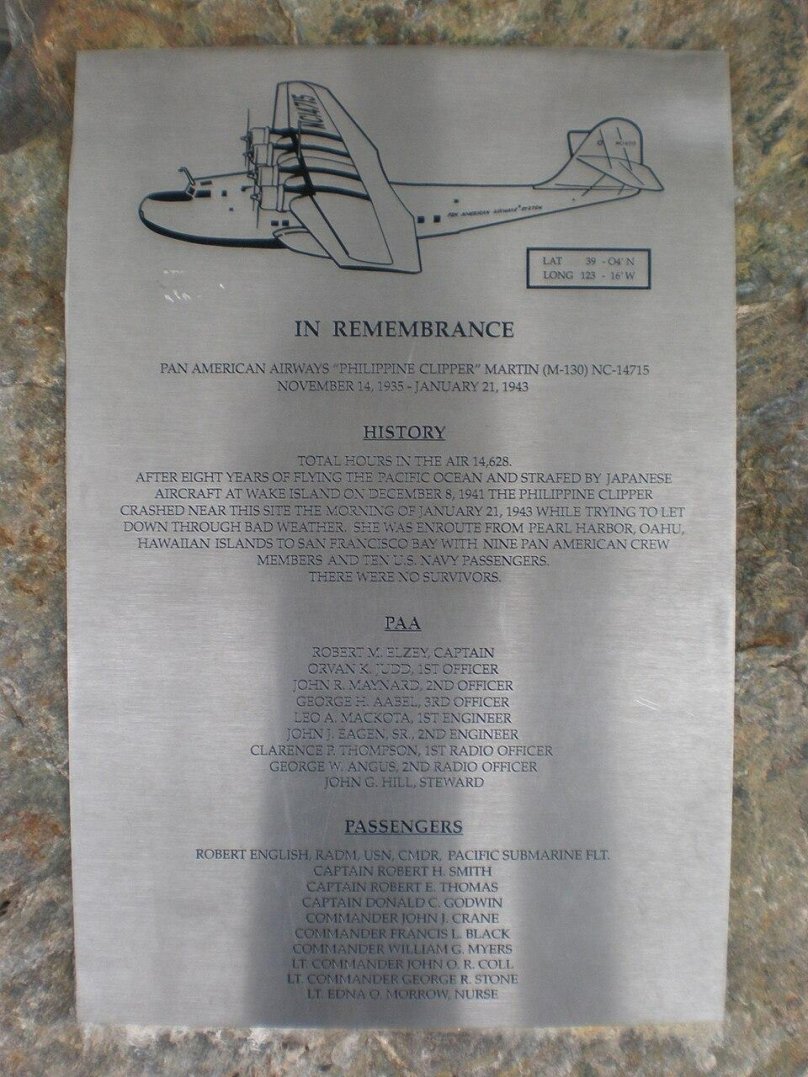 NC14715
NC14715
PAN AMERICAN AIRWAYS SYSTEM
LAT 39 - O4' N
LONG 123 - 16' W
IN REMEMBRANCE
PAN AMERICAN AIRWAYS "PHILIPPINE CLIPPER" MARTIN (M-130) NC-14715
NOVEMBER 14, 1935 - JANUARY 21, 1943
HISTORY
TOTAL HOURS IN THE AIR 14,628.
AFTER EIGHT YEARS OF FLYING THE PACIFIC OCEAN AND STRAFED BY JAPANESE
AIRCRAFT AT WAKE ISLAND ON DECEMBER 8, 1941 THE PHILIPPINE CLIPPER
CRASHED NEAR THIS SITE THE MORNING OF JANUARY 21, 1943 WHILE TRYING TO LET
DOWN THROUGH BAD WEATHER. SHE WAS ENROUTE FROM PEARL HARBOR, OAHU,
HAWAIIAN ISLANDS TO SAN FRANCISCO BAY WITH NINE PAN AMERICAN CREW
MEMBERS AND TEN U.S. NAVY PASSENGERS.
THERE WERE NO SURVIVORS.
PAA
ROBERT M. ELZEY, CAPTAIN
ORVAN K. JUDD, 1ST OFFICER
JOHN R. MAYNARD, 2ND OFFICER
GEORGE H. AABEL, 3RD OFFICER
LEO A. MACKOTA, 1ST ENGINEER
JOHN J. EAGEN, SR., 2ND ENGINEER
CLARENCE P. THOMPSON, 1ST RADIO OFFICER
GEORGE W. ANGUS, 2ND RADIO OFFICER
JOHN G. HILL, STEWARD
PASSENGERS
ROBERT ENGLISH, RADM, USN, CMDR, PACIFIC SUBMARINE FLT.
CAPTAIN ROBERT H. SMITH
CAPTAIN ROBERT E. THOMAS
CAPTAIN DONALD C. GODWIN
COMMANDER JOHN J. CRANE
COMMANDER FRANCIS L. BLACK
COMMANDER WILLIAM G. MYERS
LT. COMMANDER JOHN O. R. COLL
LT. COMMANDER GEORGE R. STONE
LT. EDNA O. MORROW, NURSE